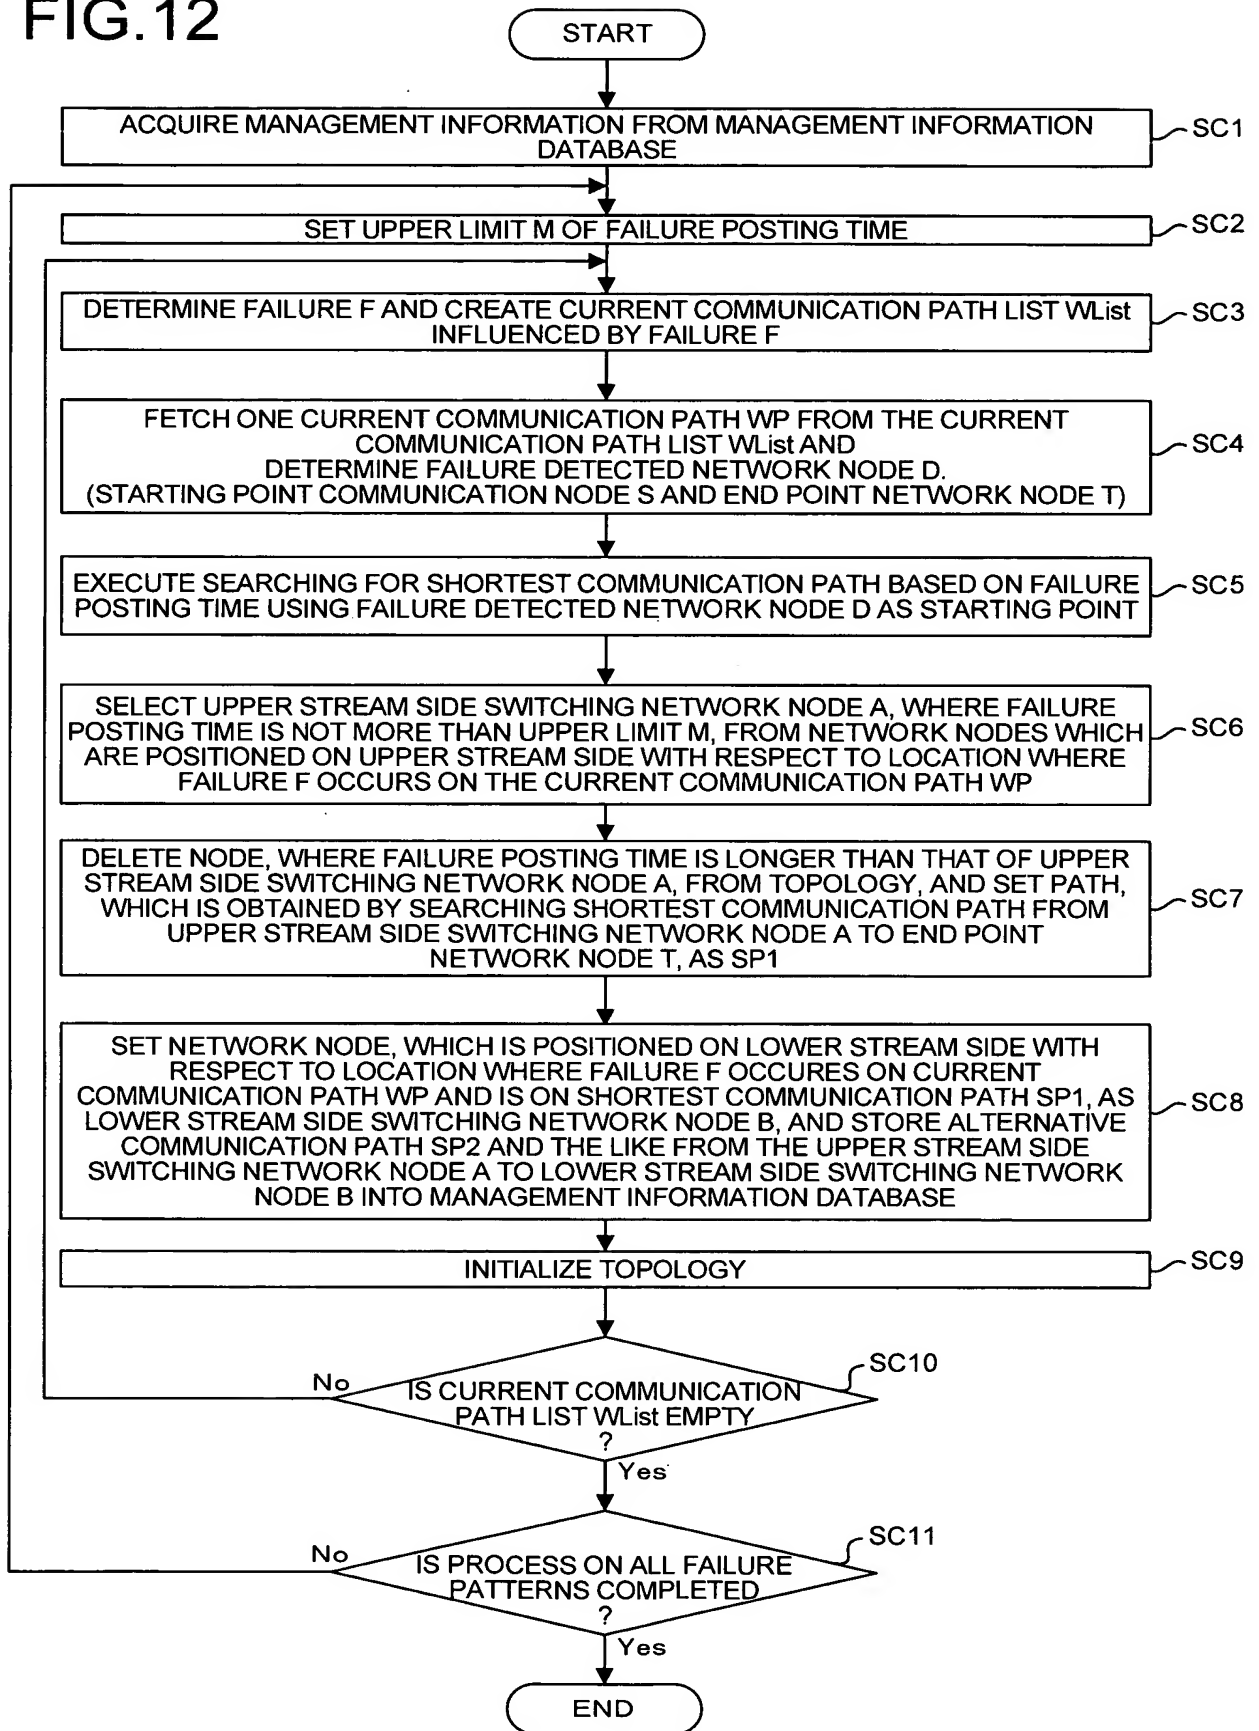 FIG.12
START
ACQUIRE MANAGEMENT INFORMATION FROM MANAGEMENT INFORMATION
DATABASE
SC1
SET UPPER LIMIT M OF FAILURE POSTING TIME
SC2
DETERMINE FAILURE F AND CREATE CURRENT COMMUNICATION PATH LIST WList
INFLUENCED BY FAILURE F
SC3
FETCH ONE CURRENT COMMUNICATION PATH WP FROM THE CURRENT
COMMUNICATION PATH LIST WList AND
DETERMINE FAILURE DETECTED NETWORK NODE D.
(STARTING POINT COMMUNICATION NODE S AND END POINT NETWORK NODE T)
SC4
EXECUTE SEARCHING FOR SHORTEST COMMUNICATION PATH BASED ON FAILURE
POSTING TIME USING FAILURE DETECTED NETWORK NODE D AS STARTING POINT
SC5
SELECT UPPER STREAM SIDE SWITCHING NETWORK NODE A, WHERE FAILURE
POSTING TIME IS NOT MORE THAN UPPER LIMIT M, FROM NETWORK NODES WHICH
ARE POSITIONED ON UPPER STREAM SIDE WITH RESPECT TO LOCATION WHERE
FAILURE F OCCURS ON THE CURRENT COMMUNICATION PATH WP
SC6
DELETE NODE, WHERE FAILURE POSTING TIME IS LONGER THAN THAT OF UPPER
STREAM SIDE SWITCHING NETWORK NODE A, FROM TOPOLOGY, AND SET PATH,
WHICH IS OBTAINED BY SEARCHING SHORTEST COMMUNICATION PATH FROM
UPPER STREAM SIDE SWITCHING NETWORK NODE A TO END POINT
NETWORK NODE T, AS SP1
SC7
SET NETWORK NODE, WHICH IS POSITIONED ON LOWER STREAM SIDE WITH
RESPECT TO LOCATION WHERE FAILURE F OCCURES ON CURRENT
COMMUNICATION PATH WP AND IS ON SHORTEST COMMUNICATION PATH SP1, AS
LOWER STREAM SIDE SWITCHING NETWORK NODE B, AND STORE ALTERNATIVE
COMMUNICATION PATH SP2 AND THE LIKE FROM THE UPPER STREAM SIDE
SWITCHING NETWORK NODE A TO LOWER STREAM SIDE SWITCHING NETWORK
NODE B INTO MANAGEMENT INFORMATION DATABASE
SC8
INITIALIZE TOPOLOGY
SC9
SC10
No
IS CURRENT COMMUNICATION
PATH LIST WList EMPTY
?
Yes
SC11
No
IS PROCESS ON ALL FAILURE
PATTERNS COMPLETED
?
Yes
END